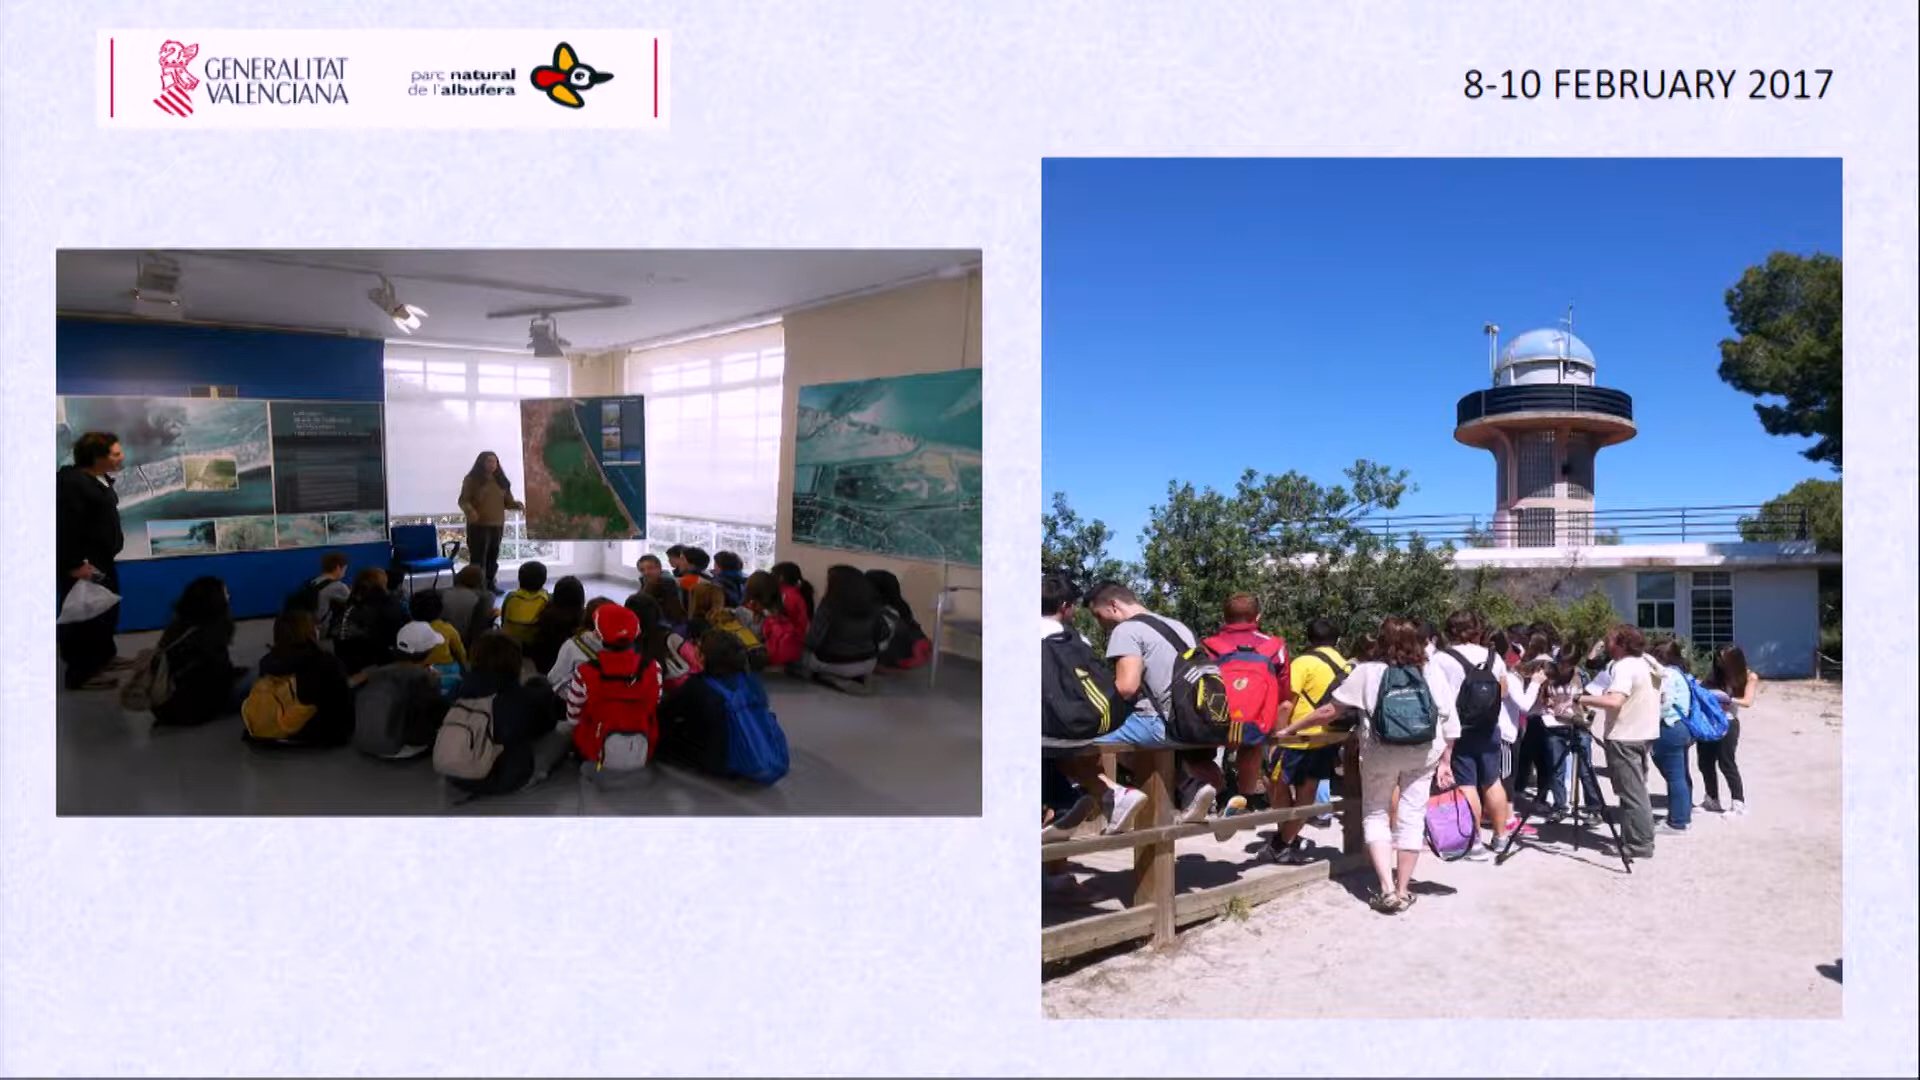 GENERALITAT
VALENCIANA
parc natural
de l'albufera
8-10 FEBRUARY 2017